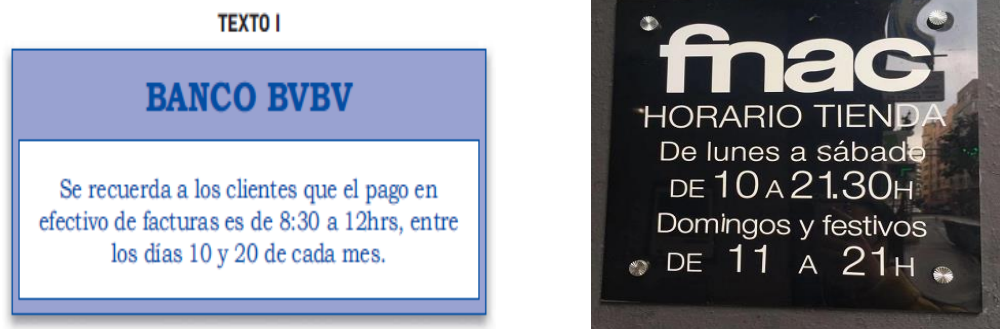 TEXTO I
BANCO BVBV
Se recuerda a los clientes que el pago en
efectivo de facturas es de 8:30 a 12hrs, entre
los días 10 y 20 de cada mes.
fnac
HORARIO TIENDA
De lunes a sábado
DE 10 A 21.30H
Domingos y festivos
DE 11 A 21H